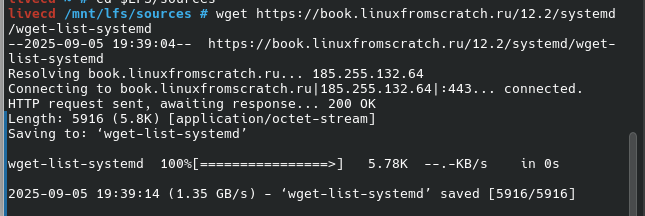 livecd ~ # cd $LFS/sources
livecd /mnt/lfs/sources # wget https://book.linuxfromscratch.ru/12.2/systemd
/wget-list-systemd
--2025-09-05 19:39:04--  https://book.linuxfromscratch.ru/12.2/systemd/wget-
list-systemd
Resolving book.linuxfromscratch.ru... 185.255.132.64
Connecting to book.linuxfromscratch.ru|185.255.132.64|:443... connected.
HTTP request sent, awaiting response... 200 OK
Length: 5916 (5.8K) [application/octet-stream]
Saving to: ‘wget-list-systemd’
wget-list-systemd  100%[================>]   5.78K  --.-KB/s    in 0s
2025-09-05 19:39:14 (1.35 GB/s) - ‘wget-list-systemd’ saved [5916/5916]